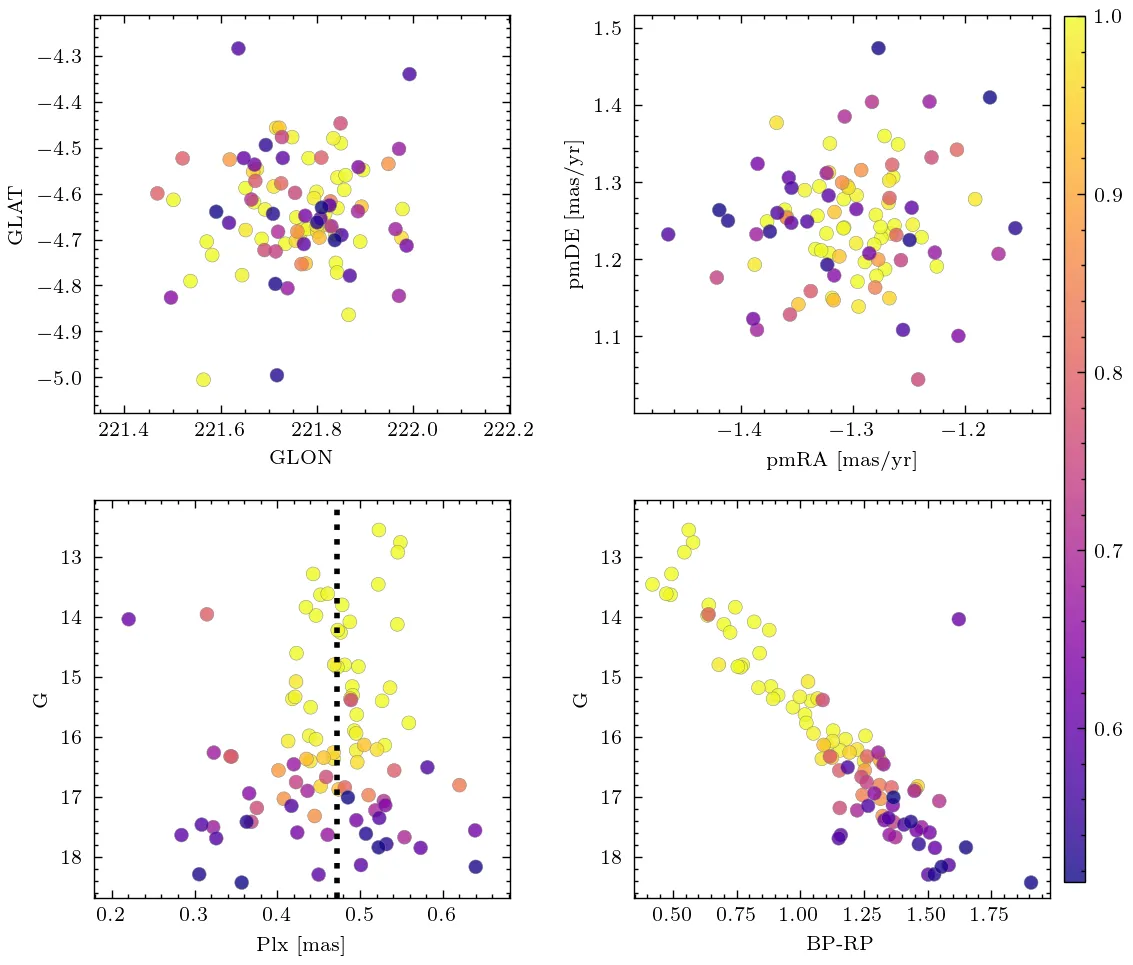 −4.3
−4.4
−4.5
−4.6
−4.7
−4.8
−4.9
−5.0
GLAT
221.4 221.6 221.8 222.0 222.2
GLON
1.5
1.4
1.3
1.2
1.1
pmDE [mas/yr]
−1.4 −1.3 −1.2
pmRA [mas/yr]
1.0
0.9
0.8
0.7
0.6
13
14
15
16
17
18
G
0.2 0.3 0.4 0.5 0.6
Plx [mas]
13
14
15
16
17
18
G
0.50 0.75 1.00 1.25 1.50 1.75
BP-RP